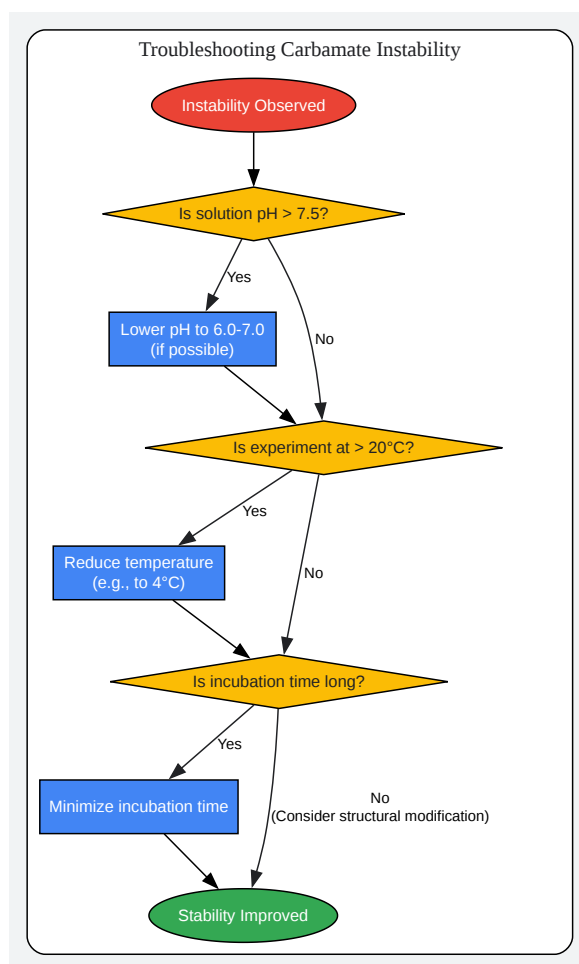 Troubleshooting Carbamate Instability
Instability Observed
Is solution pH > 7.5?
Yes
Lower pH to 6.0-7.0
(if possible)
No
Is experiment at > 20°C?
Yes
Reduce temperature
(e.g., to 4°C)
No
Is incubation time long?
Yes
Minimize incubation time
No
(Consider structural modification)
Stability Improved